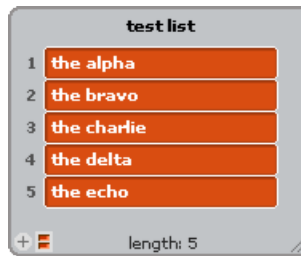 test list
1 the alpha
2 the bravo
3 the charlie
4 the delta
5 the echo
+ = length: 5